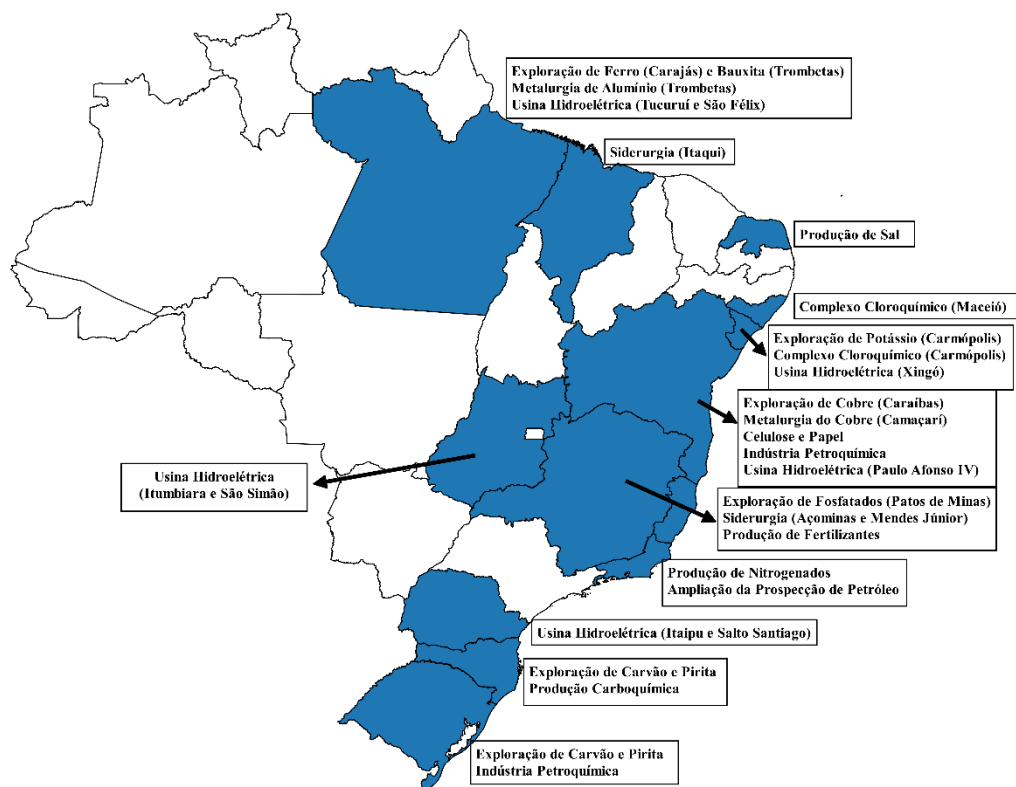 Exploração de Ferro (Carajás) e Bauxita (Trombetas)
Metalurgia de Alumínio (Trombetas)
Usina Hidroelétrica (Tucuruí e São Félix)
Siderurgia (Itaqui)
Produção de Sal
Complexo Cloroquímico (Maceió)
Exploração de Potássio (Carmópolis)
Complexo Cloroquímico (Carmópolis)
Usina Hidroelétrica (Xingó)
Exploração de Cobre (Caraíbas)
Metalurgia do Cobre (Camaçarí)
Celulose e Papel
Indústria Petroquímica
Usina Hidroelétrica (Paulo Afonso IV)
Usina Hidroelétrica
(Itumbiara e São Simão)
Exploração de Fosfatados (Patos de Minas)
Siderurgia (Açominas e Mendes Júnior)
Produção de Fertilizantes
Produção de Nitrogenados
Ampliação da Prospecção de Petróleo
Usina Hidroelétrica (Itaipu e Salto Santiago)
Exploração de Carvão e Pirita
Produção Carboquímica
Exploração de Carvão e Pirita
Indústria Petroquímica